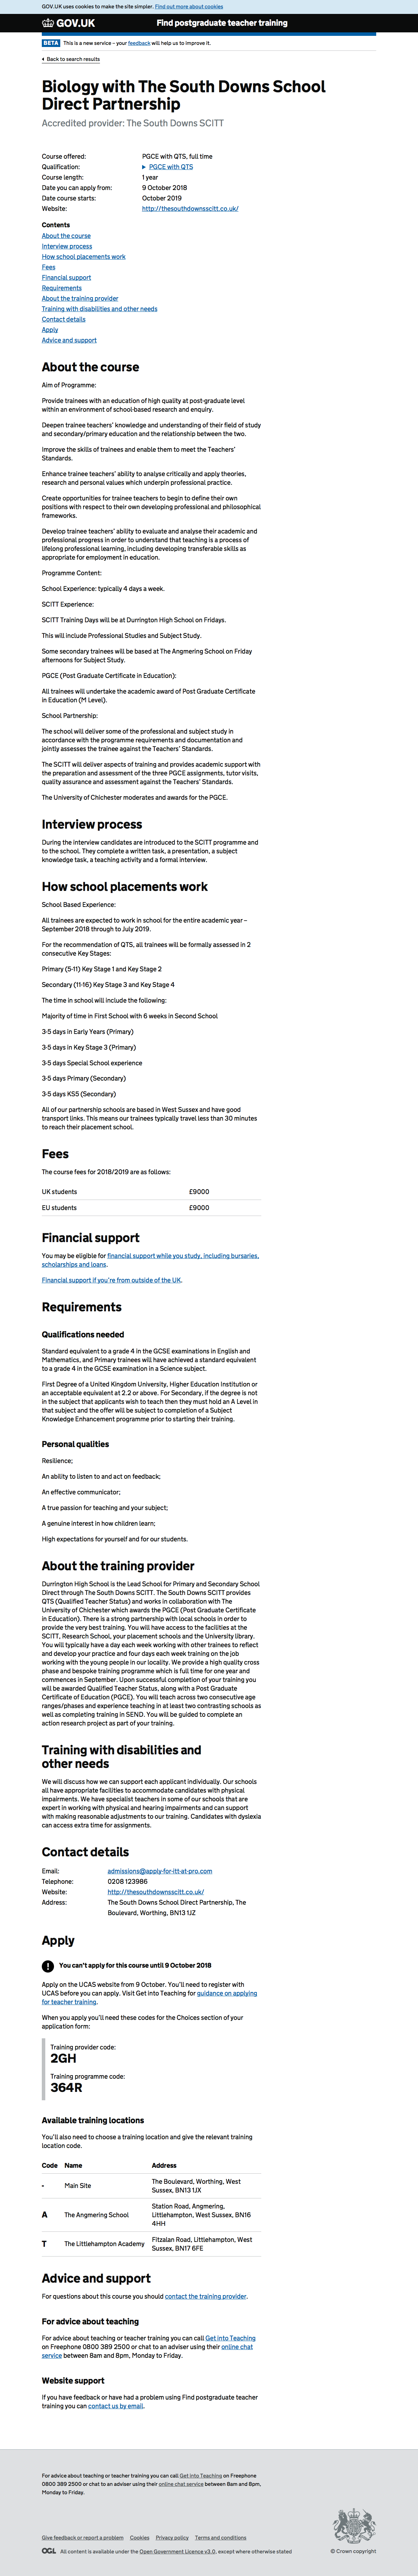 GOV.UK uses cookies to make the site simpler. Find out more about cookies
GOV.UK Find postgraduate teacher training
BETA This is a new service – your feedback will help us to improve it.
Back to search results
Biology with The South Downs School
Direct Partnership
Accredited provider: The South Downs SCITT
Course offered: PGCE with QTS, full time
Qualification: PGCE with QTS
Course length: 1 year
Date you can apply from: 9 October 2018
Date course starts: October 2019
Website: http://thesouthdownsscitt.co.uk/
Contents
About the course
Interview process
How school placements work
Fees
Financial support
Requirements
About the training provider
Training with disabilities and other needs
Contact details
Apply
Advice and support
About the course
Aim of Programme:
Provide trainees with an education of high quality at post-graduate level
within an environment of school-based research and enquiry.
Deepen trainee teachers' knowledge and understanding of their field of study
and secondary/primary education and the relationship between the two.
Improve the skills of trainees and enable them to meet the Teachers'
Standards.
Enhance trainee teachers' ability to analyse critically and apply theories,
research and personal values which underpin professional practice.
Create opportunities for trainee teachers to begin to define their own
positions with respect to their own developing professional and philosophical
frameworks.
Develop trainee teachers' ability to evaluate and analyse their academic and
professional progress in order to understand that teaching is a process of
lifelong professional learning, including developing transferable skills as
appropriate for employment in education.
Programme Content:
School Experience: typically 4 days a week.
SCITT Experience:
SCITT Training Days will be at Durrington High School on Fridays.
This will include Professional Studies and Subject Study.
Some secondary trainees will be based at The Angmering School on Friday
afternoons for Subject Study.
PGCE (Post Graduate Certificate in Education):
All trainees will undertake the academic award of Post Graduate Certificate
in Education (M Level).
School Partnership:
The school will deliver some of the professional and subject study in
accordance with the programme requirements and documentation and
jointly assesses the trainee against the Teachers' Standards.
The SCITT will deliver aspects of training and provides academic support with
the preparation and assessment of the three PGCE assignments, tutor visits,
quality assurance and assessment against the Teachers' Standards.
The University of Chichester moderates and awards for the PGCE.
Interview process
During the interview candidates are introduced to the SCITT programme and
to the school. They complete a written task, a presentation, a subject
knowledge task, a teaching activity and a formal interview.
How school placements work
School Based Experience:
All trainees are expected to work in school for the entire academic year –
September 2018 through to July 2019.
For the recommendation of QTS, all trainees will be formally assessed in 2
consecutive Key Stages:
Primary (5-11) Key Stage 1 and Key Stage 2
Secondary (11-16) Key Stage 3 and Key Stage 4
The time in school will include the following:
Majority of time in First School with 6 weeks in Second School
3-5 days in Early Years (Primary)
3-5 days in Key Stage 3 (Primary)
3-5 days Special School experience
3-5 days Primary (Secondary)
3-5 days KS5 (Secondary)
All of our partnership schools are based in West Sussex and have good
transport links. This means our trainees typically travel less than 30 minutes
to reach their placement school.
Fees
The course fees for 2018/2019 are as follows:
UK students £9000
EU students £9000
Financial support
You may be eligible for financial support while you study, including bursaries,
scholarships and loans.
Financial support if you're from outside of the UK.
Requirements
Qualifications needed
Standard equivalent to a grade 4 in the GCSE examinations in English and
Mathematics, and Primary trainees will have achieved a standard equivalent
to a grade 4 in the GCSE examination in a Science subject.
First Degree of a United Kingdom University, Higher Education Institution or
an acceptable equivalent at 2.2 or above. For Secondary, if the degree is not
in the subject that applicants wish to teach then they must hold an A Level in
that subject and the offer will be subject to completion of a Subject
Knowledge Enhancement programme prior to starting their training.
Personal qualities
Resilience;
An ability to listen to and act on feedback;
An effective communicator;
A true passion for teaching and your subject;
A genuine interest in how children learn;
High expectations for yourself and for our students.
About the training provider
Durrington High School is the Lead School for Primary and Secondary School
Direct through The South Downs SCITT. The South Downs SCITT provides
QTS (Qualified Teacher Status) and works in collaboration with The
University of Chichester which awards the PGCE (Post Graduate Certificate
in Education). There is a strong partnership with local schools in order to
provide the very best training. You will have access to the facilities at the
SCITT, Research School, your placement schools and the University library.
You will typically have a day each week working with other trainees to reflect
and develop your practice and four days each week training on the job
working with the young people in our locality. We provide a high quality cross
phase and bespoke training programme which is full time for one year and
commences in September. Upon successful completion of your training you
will be awarded Qualified Teacher Status, along with a Post Graduate
Certificate of Education (PGCE). You will teach across two consecutive age
ranges/phases and experience teaching in at least two contrasting schools as
well as completing training in SEND. You will be guided to complete an
action research project as part of your training.
Training with disabilities and
other needs
We will discuss how we can support each applicant individually. Our schools
all have appropriate facilities to accommodate candidates with physical
impairments. We have specialist teachers in some of our schools that are
expert in working with physical and hearing impairments and can support
with making reasonable adjustments to our training. Candidates with dyslexia
can access extra time for assignments.
Contact details
Email: admissions@apply-for-itt-at-pro.com
Telephone: 0208 123986
Website: http://thesouthdownsscitt.co.uk/
Address: The South Downs School Direct Partnership, The
Boulevard, Worthing, BN13 1JZ
Apply
! You can't apply for this course until 9 October 2018
Apply on the UCAS website from 9 October. You'll need to register with
UCAS before you can apply. Visit Get into Teaching for guidance on applying
for teacher training.
When you apply you'll need these codes for the Choices section of your
application form:
Training provider code:
2GH
Training programme code:
364R
Available training locations
You'll also need to choose a training location and give the relevant training
location code.
Code Name Address
- Main Site The Boulevard, Worthing, West
Sussex, BN13 1JX
A The Angmering School Station Road, Angmering,
Littlehampton, West Sussex, BN16
4HH
T The Littlehampton Academy Fitzalan Road, Littlehampton, West
Sussex, BN17 6FE
Advice and support
For questions about this course you should contact the training provider.
For advice about teaching
For advice about teaching or teacher training you can call Get into Teaching
on Freephone 0800 389 2500 or chat to an adviser using their online chat
service between 8am and 8pm, Monday to Friday.
Website support
If you have feedback or have had a problem using Find postgraduate teacher
training you can contact us by email.
For advice about teaching or teacher training you can call Get into Teaching on Freephone
0800 389 2500 or chat to an adviser using their online chat service between 8am and 8pm,
Monday to Friday.
Give feedback or report a problem Cookies Privacy policy Terms and conditions
OGL All content is available under the Open Government Licence v3.0, except where otherwise stated
© Crown copyright